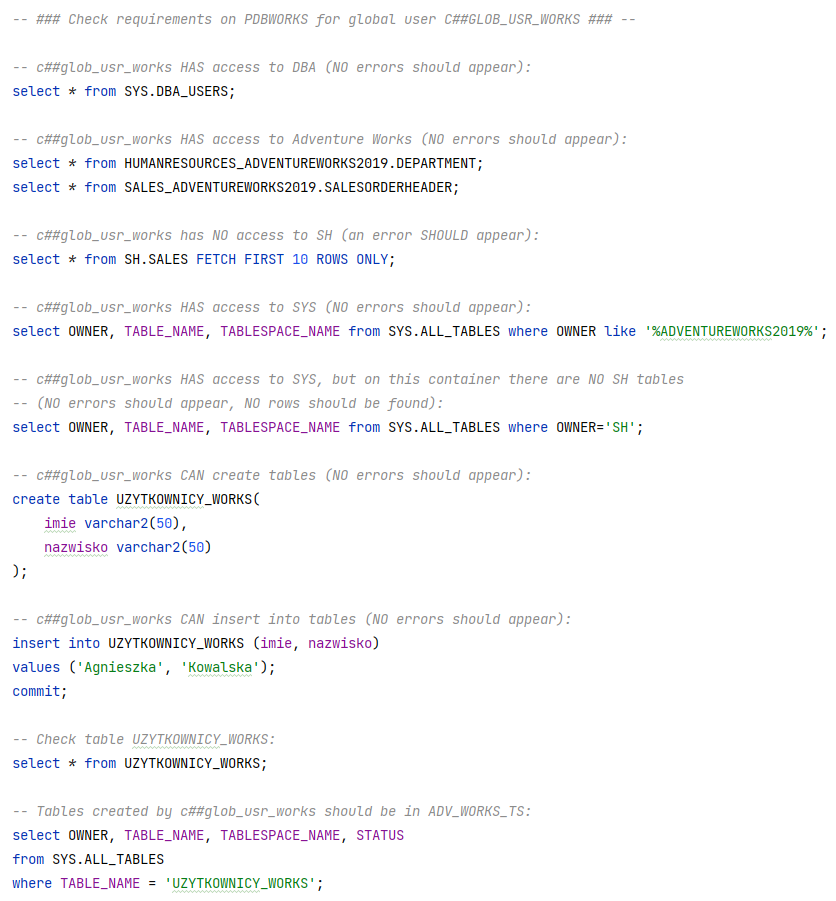 -- ### Check requirements on PDBWORKS for global user C##GLOB_USR_WORKS ### --
-- c##glob_usr_works HAS access to DBA (NO errors should appear):
select * from SYS.DBA_USERS;
-- c##glob_usr_works HAS access to Adventure Works (NO errors should appear):
select * from HUMANRESOURCES_ADVENTUREWORKS2019.DEPARTMENT;
select * from SALES_ADVENTUREWORKS2019.SALESORDERHEADER;
-- c##glob_usr_works has NO access to SH (an error SHOULD appear):
select * from SH.SALES FETCH FIRST 10 ROWS ONLY;
-- c##glob_usr_works HAS access to SYS (NO errors should appear):
select OWNER, TABLE_NAME, TABLESPACE_NAME from SYS.ALL_TABLES where OWNER like '%ADVENTUREWORKS2019%';
-- c##glob_usr_works HAS access to SYS, but on this container there are NO SH tables
-- (NO errors should appear, NO rows should be found):
select OWNER, TABLE_NAME, TABLESPACE_NAME from SYS.ALL_TABLES where OWNER='SH';
-- c##glob_usr_works CAN create tables (NO errors should appear):
create table UZYTKOWNICY_WORKS(
    imie varchar2(50),
    nazwisko varchar2(50)
);
-- c##glob_usr_works CAN insert into tables (NO errors should appear):
insert into UZYTKOWNICY_WORKS (imie, nazwisko)
values ('Agnieszka', 'Kowalska');
commit;
-- Check table UZYTKOWNICY_WORKS:
select * from UZYTKOWNICY_WORKS;
-- Tables created by c##glob_usr_works should be in ADV_WORKS_TS:
select OWNER, TABLE_NAME, TABLESPACE_NAME, STATUS
from SYS.ALL_TABLES
where TABLE_NAME = 'UZYTKOWNICY_WORKS';